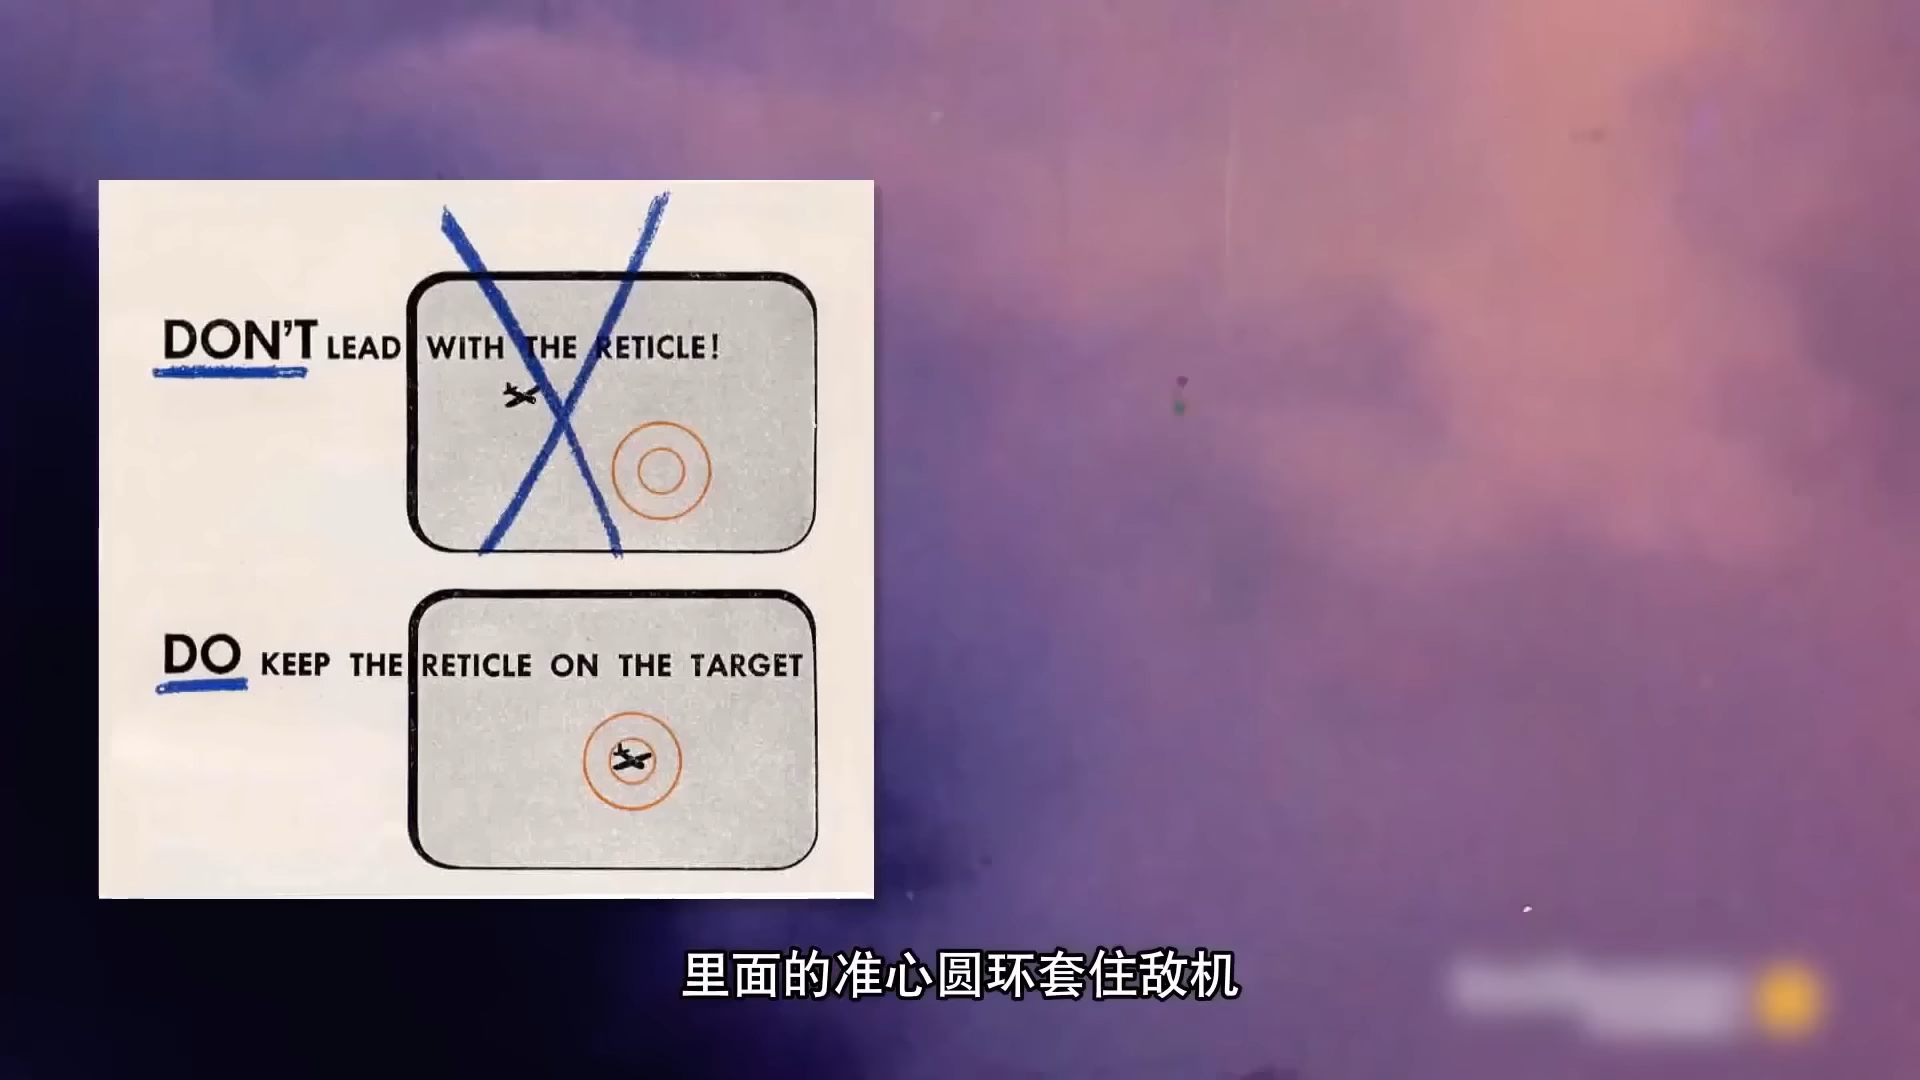 DON'T LEAD WITH THE RETICLE!
DO KEEP THE RETICLE ON THE TARGET
里面的准心圆环套住敌机